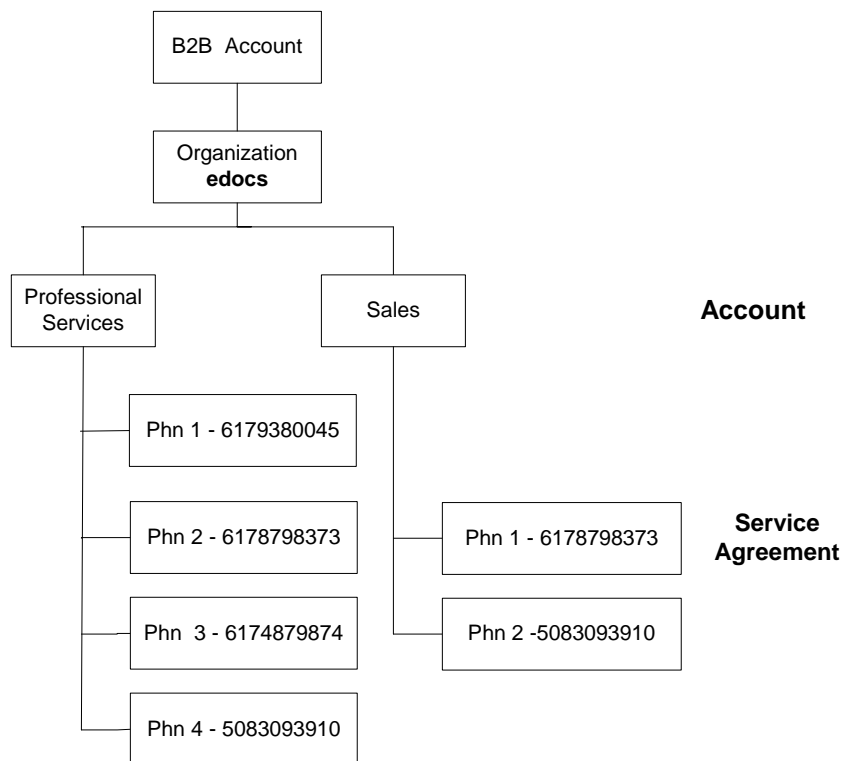 B2B Account
Organization
edocs
Professional
Services
Sales
Account
Phn 1 - 6179380045
Phn 2 - 6178798373
Phn 1 - 6178798373
Service
Agreement
Phn 3 - 6174879874
Phn 2 -5083093910
Phn 4 - 5083093910